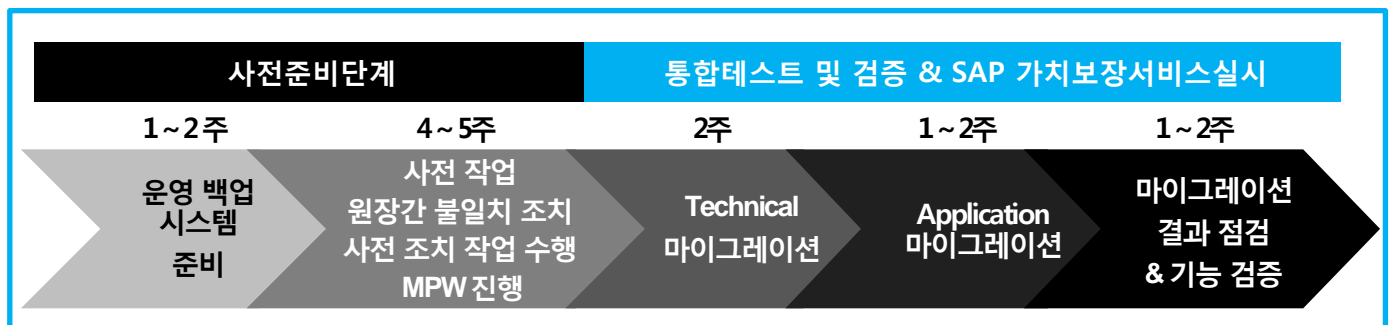 사전준비단계
통합테스트 및 검증 & SAP 가치보장서비스실시
1~2주
4~5주
2주
1~2주
1~2주
운영 백업
시스템
준비
사전 작업
원장간 불일치 조치
사전 조치 작업 수행
MPW 진행
Technical
마이그레이션
Application
마이그레이션
마이그레이션
결과 점검
& 기능 검증